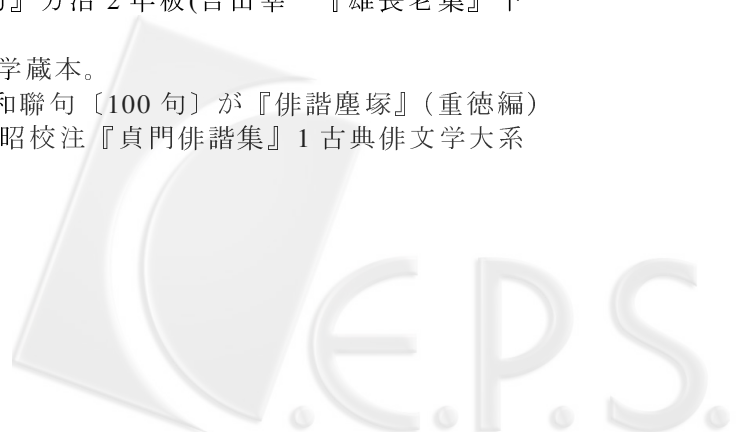 』万治 2 年板(吉田幸一『雄長老集』下
学蔵本。
和聯句〔100 句〕が『俳諧塵塚』(重徳編)
昭校注『貞門俳諧集』1 古典俳文学大系
C.E.P.S.